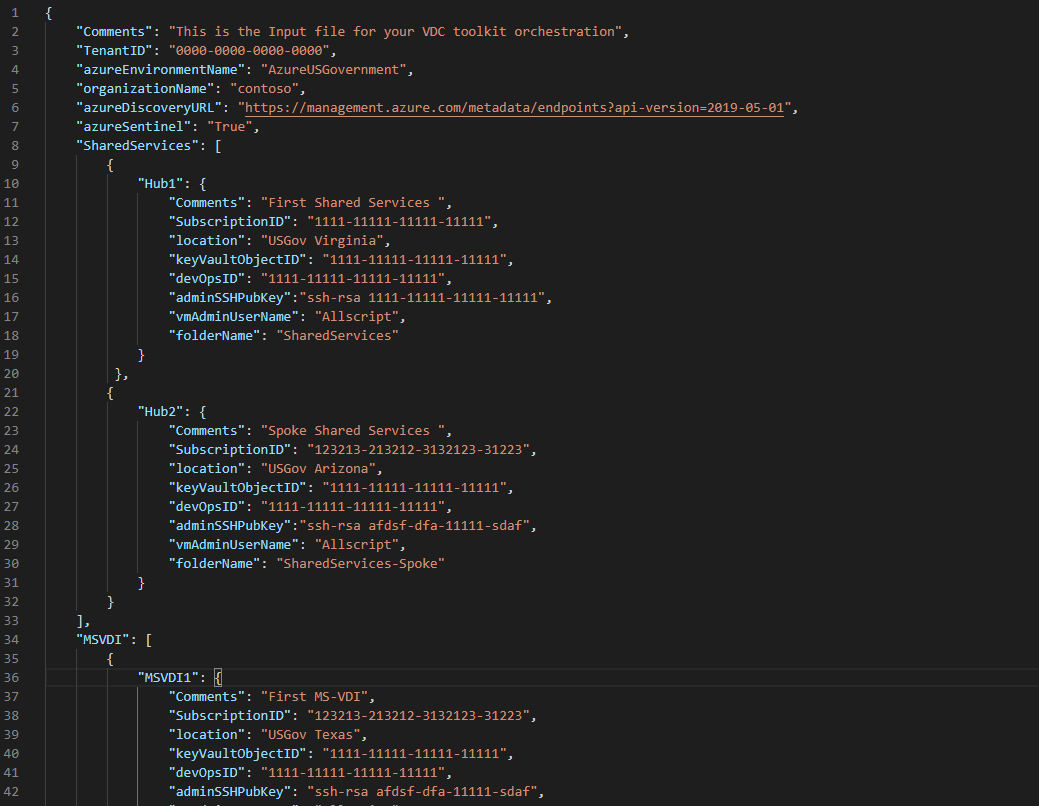 1 {
2 "Comments": "This is the Input file for your VDC toolkit orchestration",
3 "TenantID": "0000-0000-0000-0000",
4 "azureEnvironmentName": "AzureUSGovernment",
5 "organizationName": "contoso",
6 "azureDiscoveryURL": "https://management.azure.com/metadata/endpoints?api-version=2019-05-01",
7 "azureSentinel": "True",
8 "SharedServices": [
9 {
10 "Hub1": {
11 "Comments": "First Shared Services ",
12 "SubscriptionID": "1111-11111-11111-11111",
13 "location": "USGov Virginia",
14 "keyVaultObjectID": "1111-11111-11111-11111",
15 "devOpsID": "1111-11111-11111-11111",
16 "adminSSHPubKey":"ssh-rsa 1111-11111-11111-11111",
17 "vmAdminUserName": "Allscript",
18 "folderName": "SharedServices"
19 }
20 },
21 {
22 "Hub2": {
23 "Comments": "Spoke Shared Services ",
24 "SubscriptionID": "123213-213212-3132123-31223",
25 "location": "USGov Arizona",
26 "keyVaultObjectID": "1111-11111-11111-11111",
27 "devOpsID": "1111-11111-11111-11111",
28 "adminSSHPubKey":"ssh-rsa afdsf-dfa-11111-sdaf",
29 "vmAdminUserName": "Allscript",
30 "folderName": "SharedServices-Spoke"
31 }
32 }
33 ],
34 "MSVDI": [
35 {
36 "MSVDI1": {
37 "Comments": "First MS-VDI",
38 "SubscriptionID": "123213-213212-3132123-31223",
39 "location": "USGov Texas",
40 "keyVaultObjectID": "1111-11111-11111-11111",
41 "devOpsID": "1111-11111-11111-11111",
42 "adminSSHPubKey": "ssh-rsa afdsf-dfa-11111-sdaf",